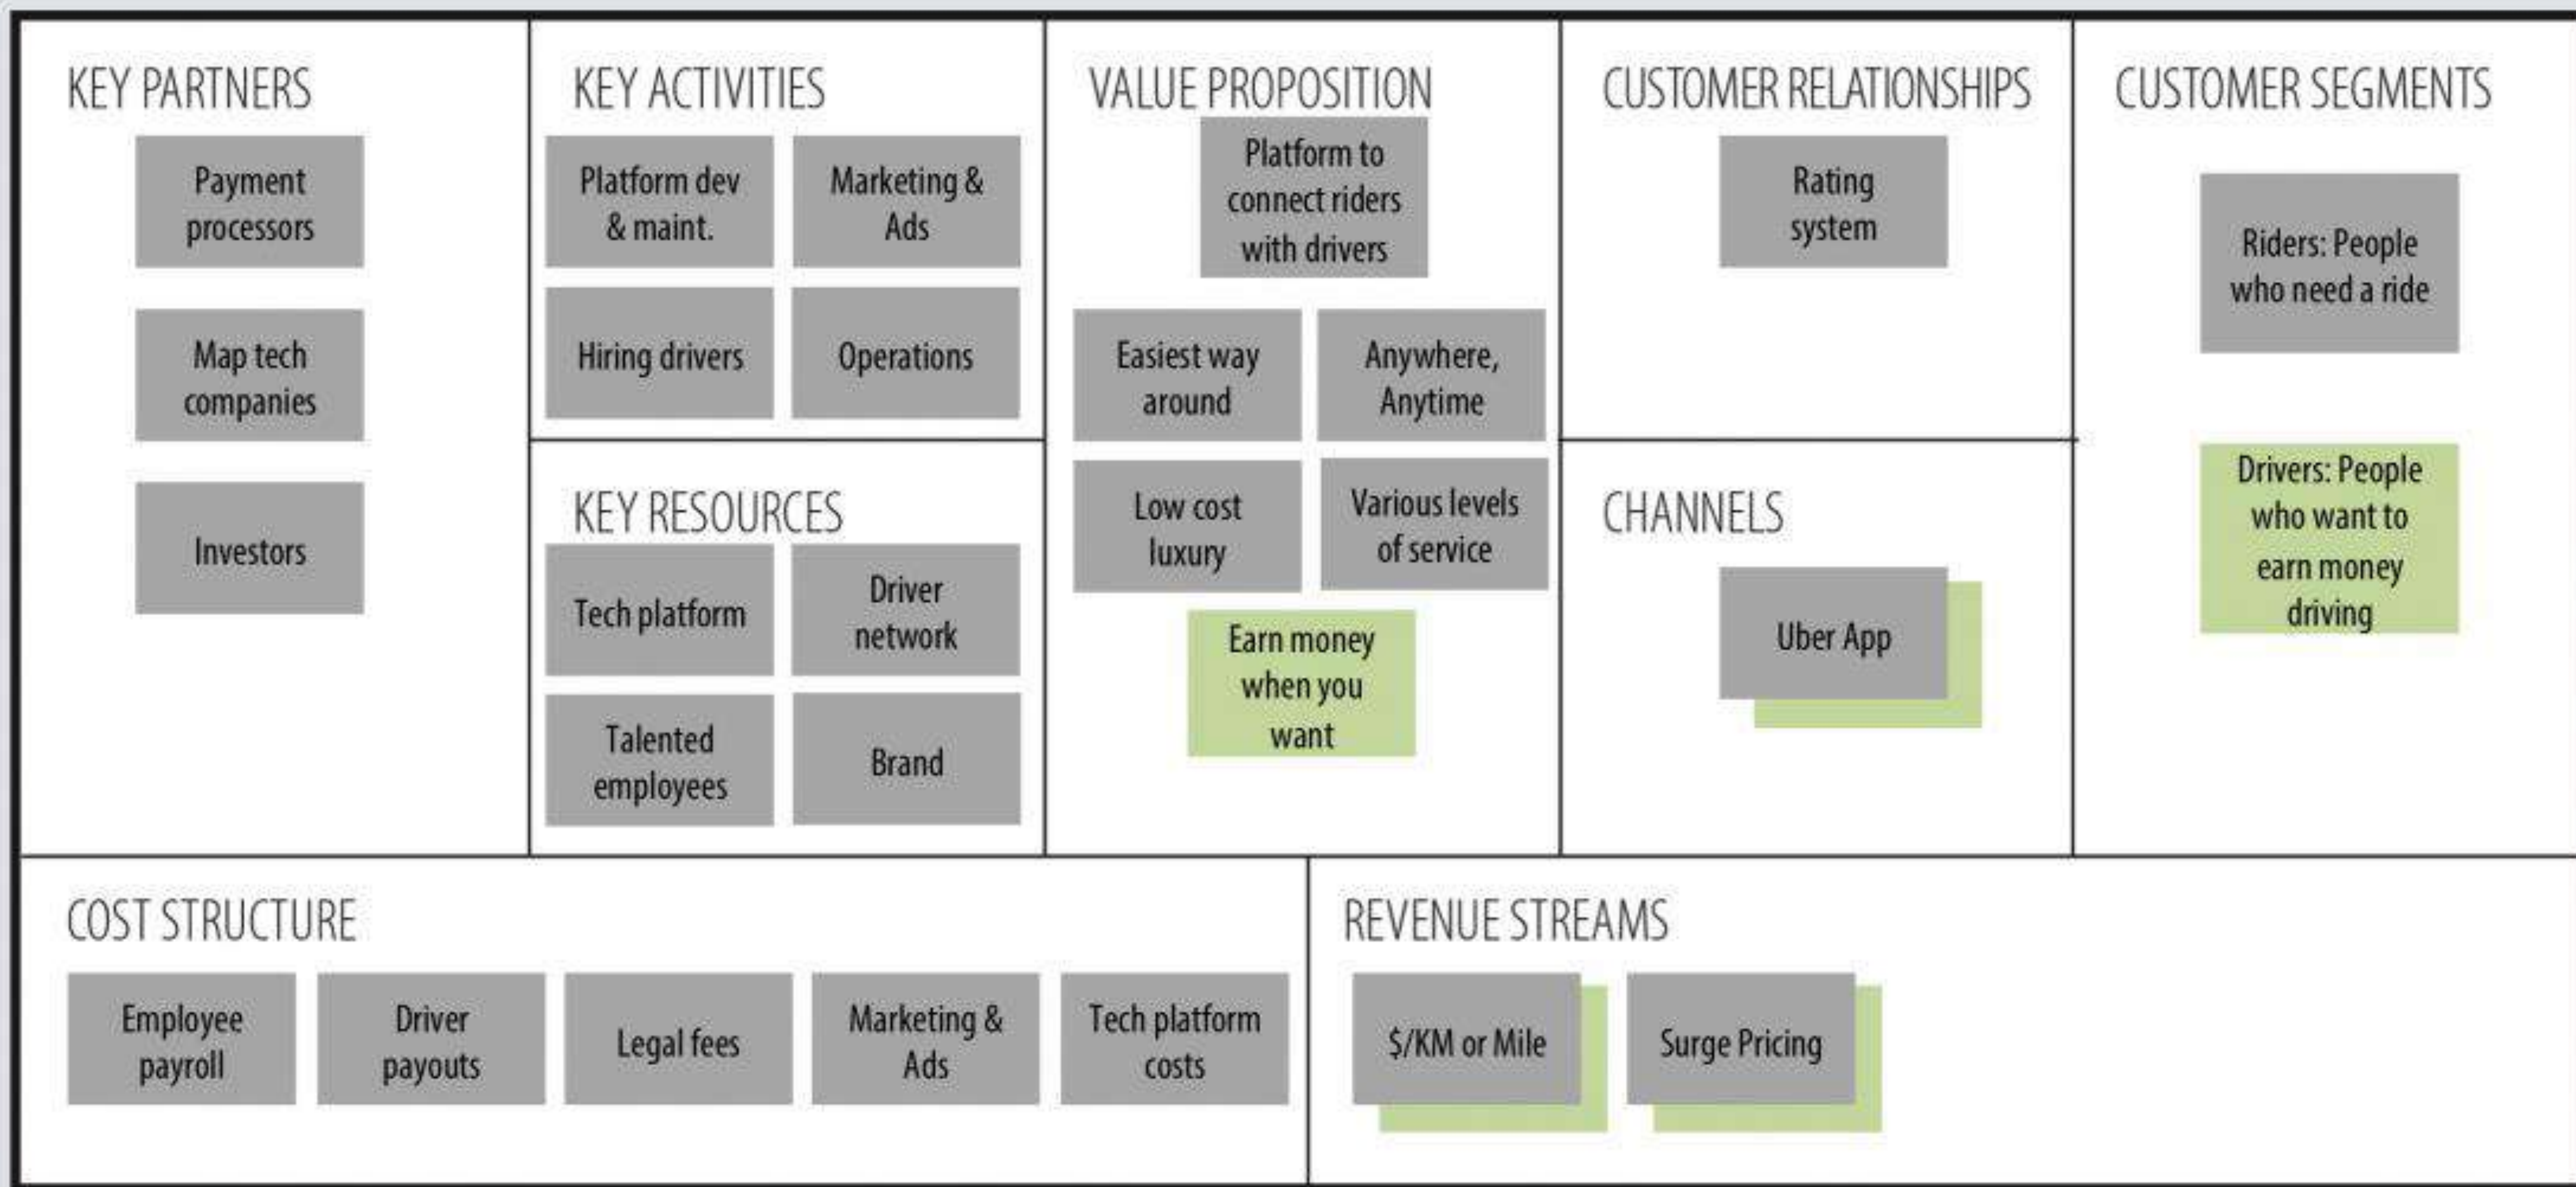 KEY PARTNERS
Payment
processors
Map tech
companies
Investors
KEY ACTIVITIES
Platform dev
& maint.
Marketing &
Ads
Hiring drivers
Operations
KEY RESOURCES
Tech platform
Driver
network
Talented
employees
Brand
VALUE PROPOSITION
Platform to
connect riders
with drivers
Easiest way
around
Anywhere,
Anytime
Low cost
luxury
Various levels
of service
Earn money
when you
want
CUSTOMER RELATIONSHIPS
Rating
system
CHANNELS
Uber App
CUSTOMER SEGMENTS
Riders: People
who need a ride
Drivers: People
who want to
earn money
driving
COST STRUCTURE
Employee
payroll
Driver
payouts
Legal fees
Marketing &
Ads
Tech platform
costs
REVENUE STREAMS
$/KM or Mile
Surge Pricing